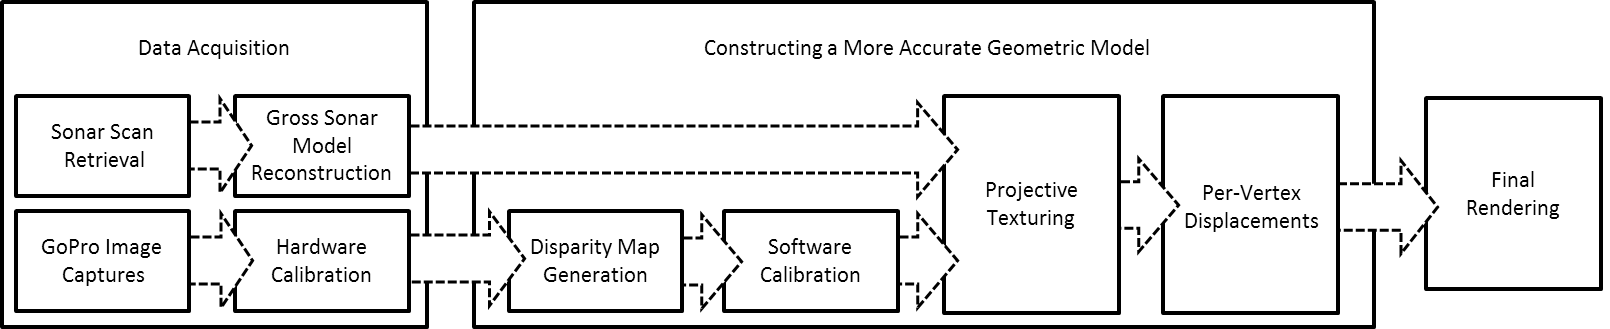 Data Acquisition
Constructing a More Accurate Geometric Model
Sonar Scan
Retrieval
Gross Sonar
Model
Reconstruction
GoPro Image
Captures
Hardware
Calibration
Disparity Map
Generation
Software
Calibration
Projective
Texturing
Per-Vertex
Displacements
Final
Rendering